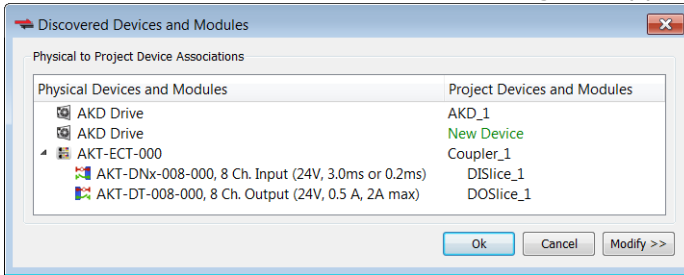 Discovered Devices and Modules
Physical to Project Device Associations
Physical Devices and Modules Project Devices and Modules
AKD Drive AKD_1
AKD Drive New Device
AKT-ECT-000 Coupler_1
AKT-DNx-008-000, 8 Ch. Input (24V, 3.0ms or 0.2ms) DISlice_1
AKT-DT-008-000, 8 Ch. Output (24V, 0.5 A, 2A max) DOSlice_1
Ok Cancel Modify >>